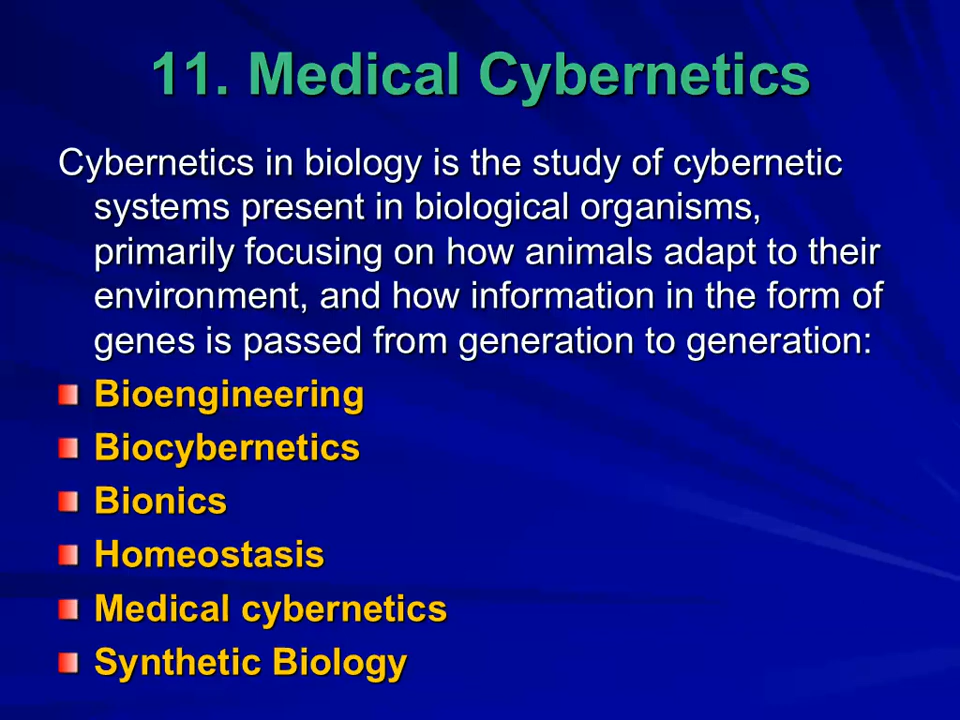 11. Medical Cybernetics
Cybernetics in biology is the study of cybernetic
systems present in biological organisms,
primarily focusing on how animals adapt to their
environment, and how information in the form of
genes is passed from generation to generation:
Bioengineering
Biocybernetics
Bionics
Homeostasis
Medical cybernetics
Synthetic Biology